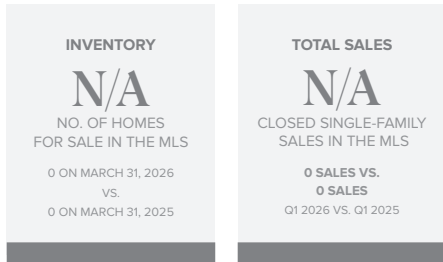 INVENTORY
N/A
NO. OF HOMES
FOR SALE IN THE MLS
0 ON MARCH 31, 2026
VS.
0 ON MARCH 31, 2025
TOTAL SALES
N/A
CLOSED SINGLE-FAMILY
SALES IN THE MLS
0 SALES VS.
0 SALES
Q1 2026 VS. Q1 2025